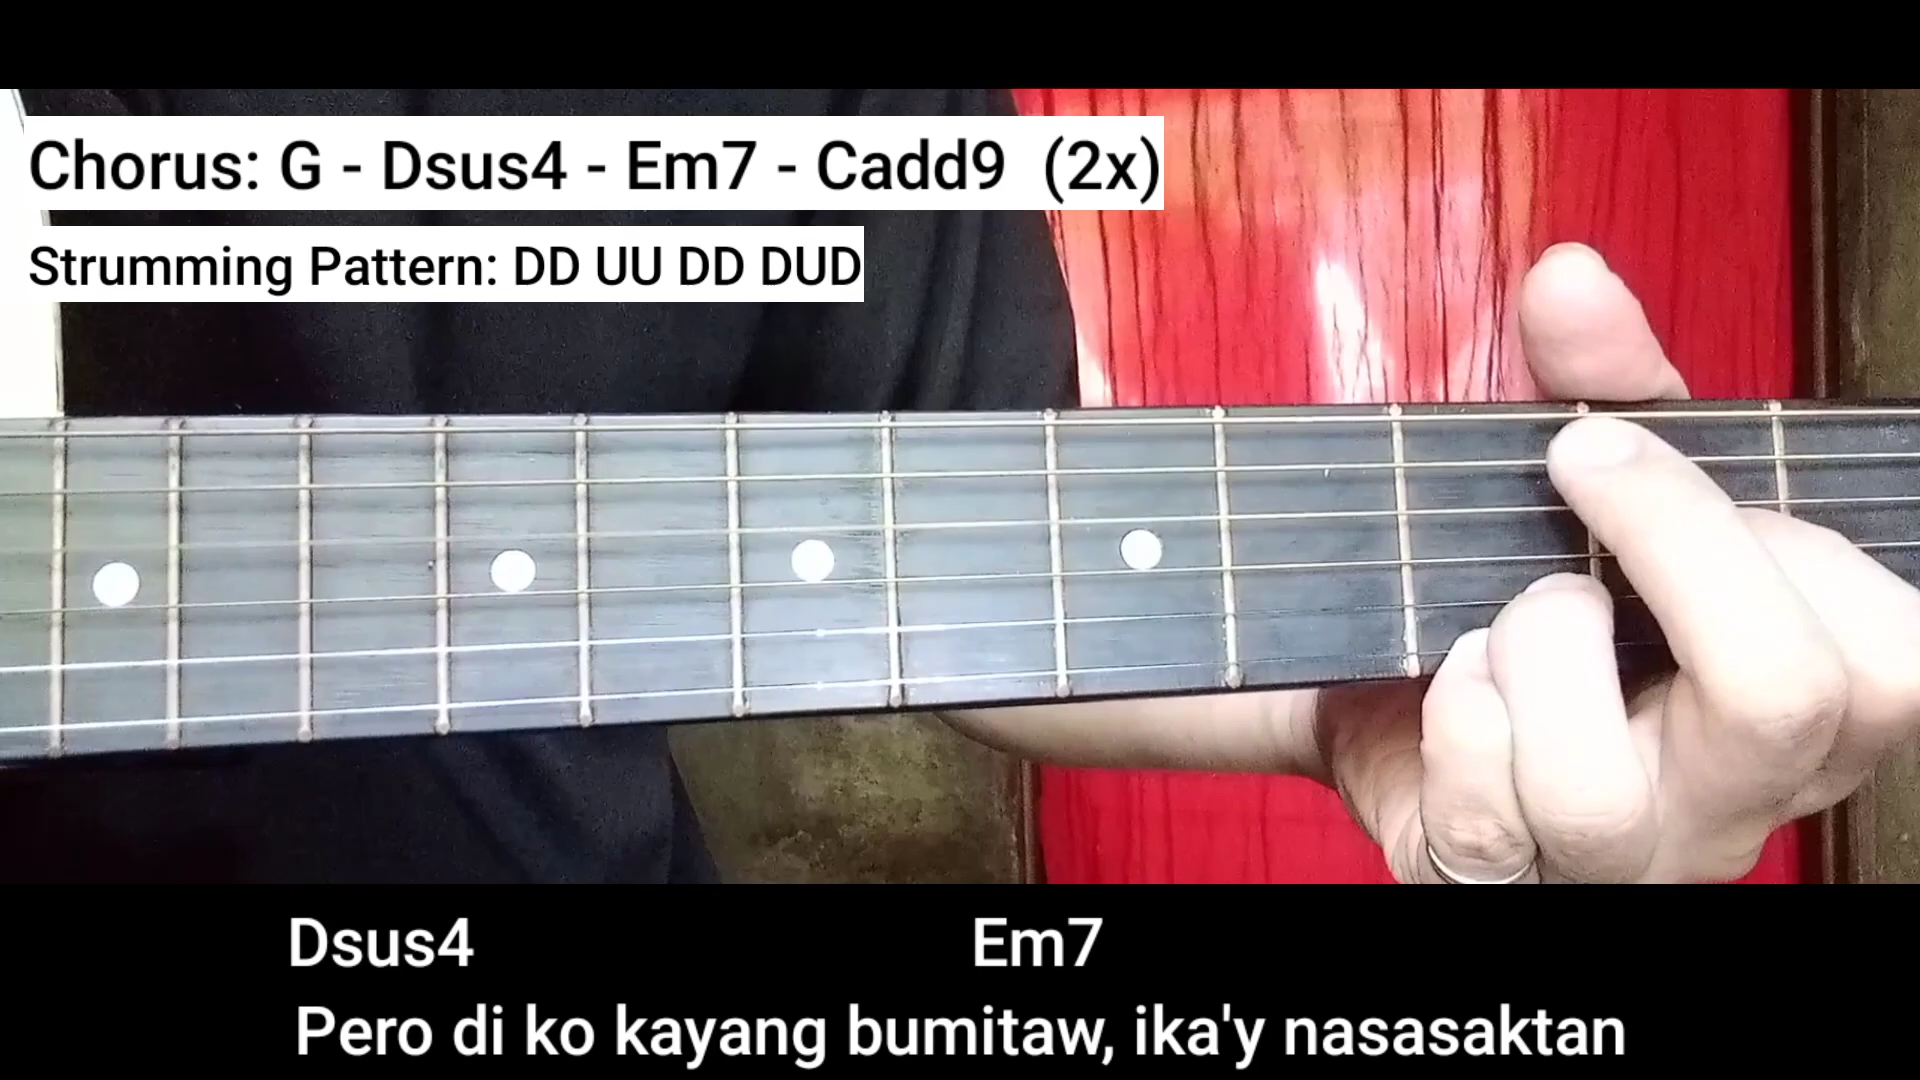 Chorus: G - Dsus4 - Em7 - Cadd9 (2x)
Strumming Pattern: DD UU DD DUD
Dsus4 Em7
Pero di ko kayang bumitaw, ika'y nasasaktan